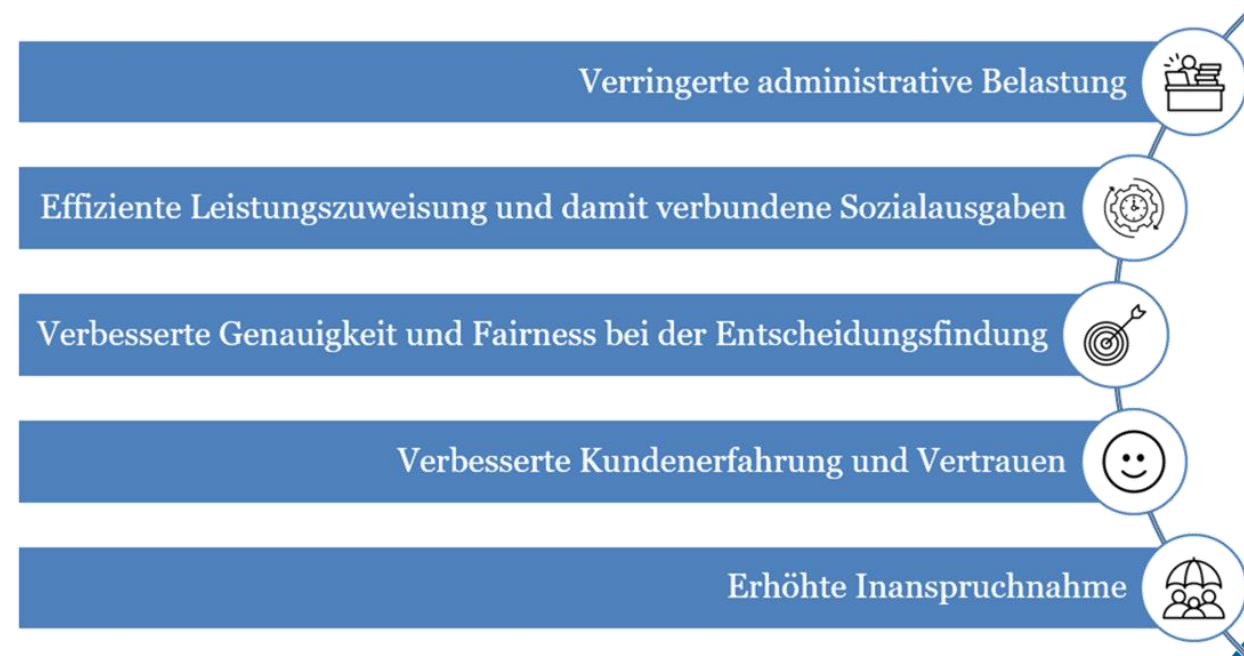 Verringerte administrative Belastung
Effiziente Leistungszuweisung und damit verbundene Sozialausgaben
Verbesserte Genauigkeit und Fairness bei der Entscheidungsfindung
Verbesserte Kundenerfahrung und Vertrauen
Erhöhte Inanspruchnahme